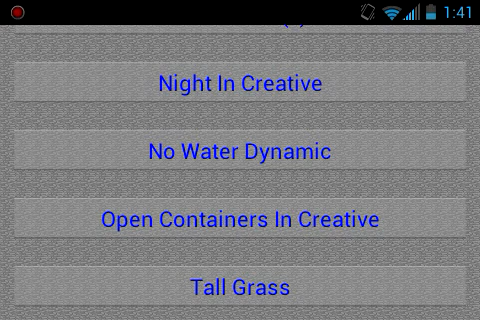 1:41
Night In Creative
No Water Dynamic
Open Containers In Creative
Tall Grass